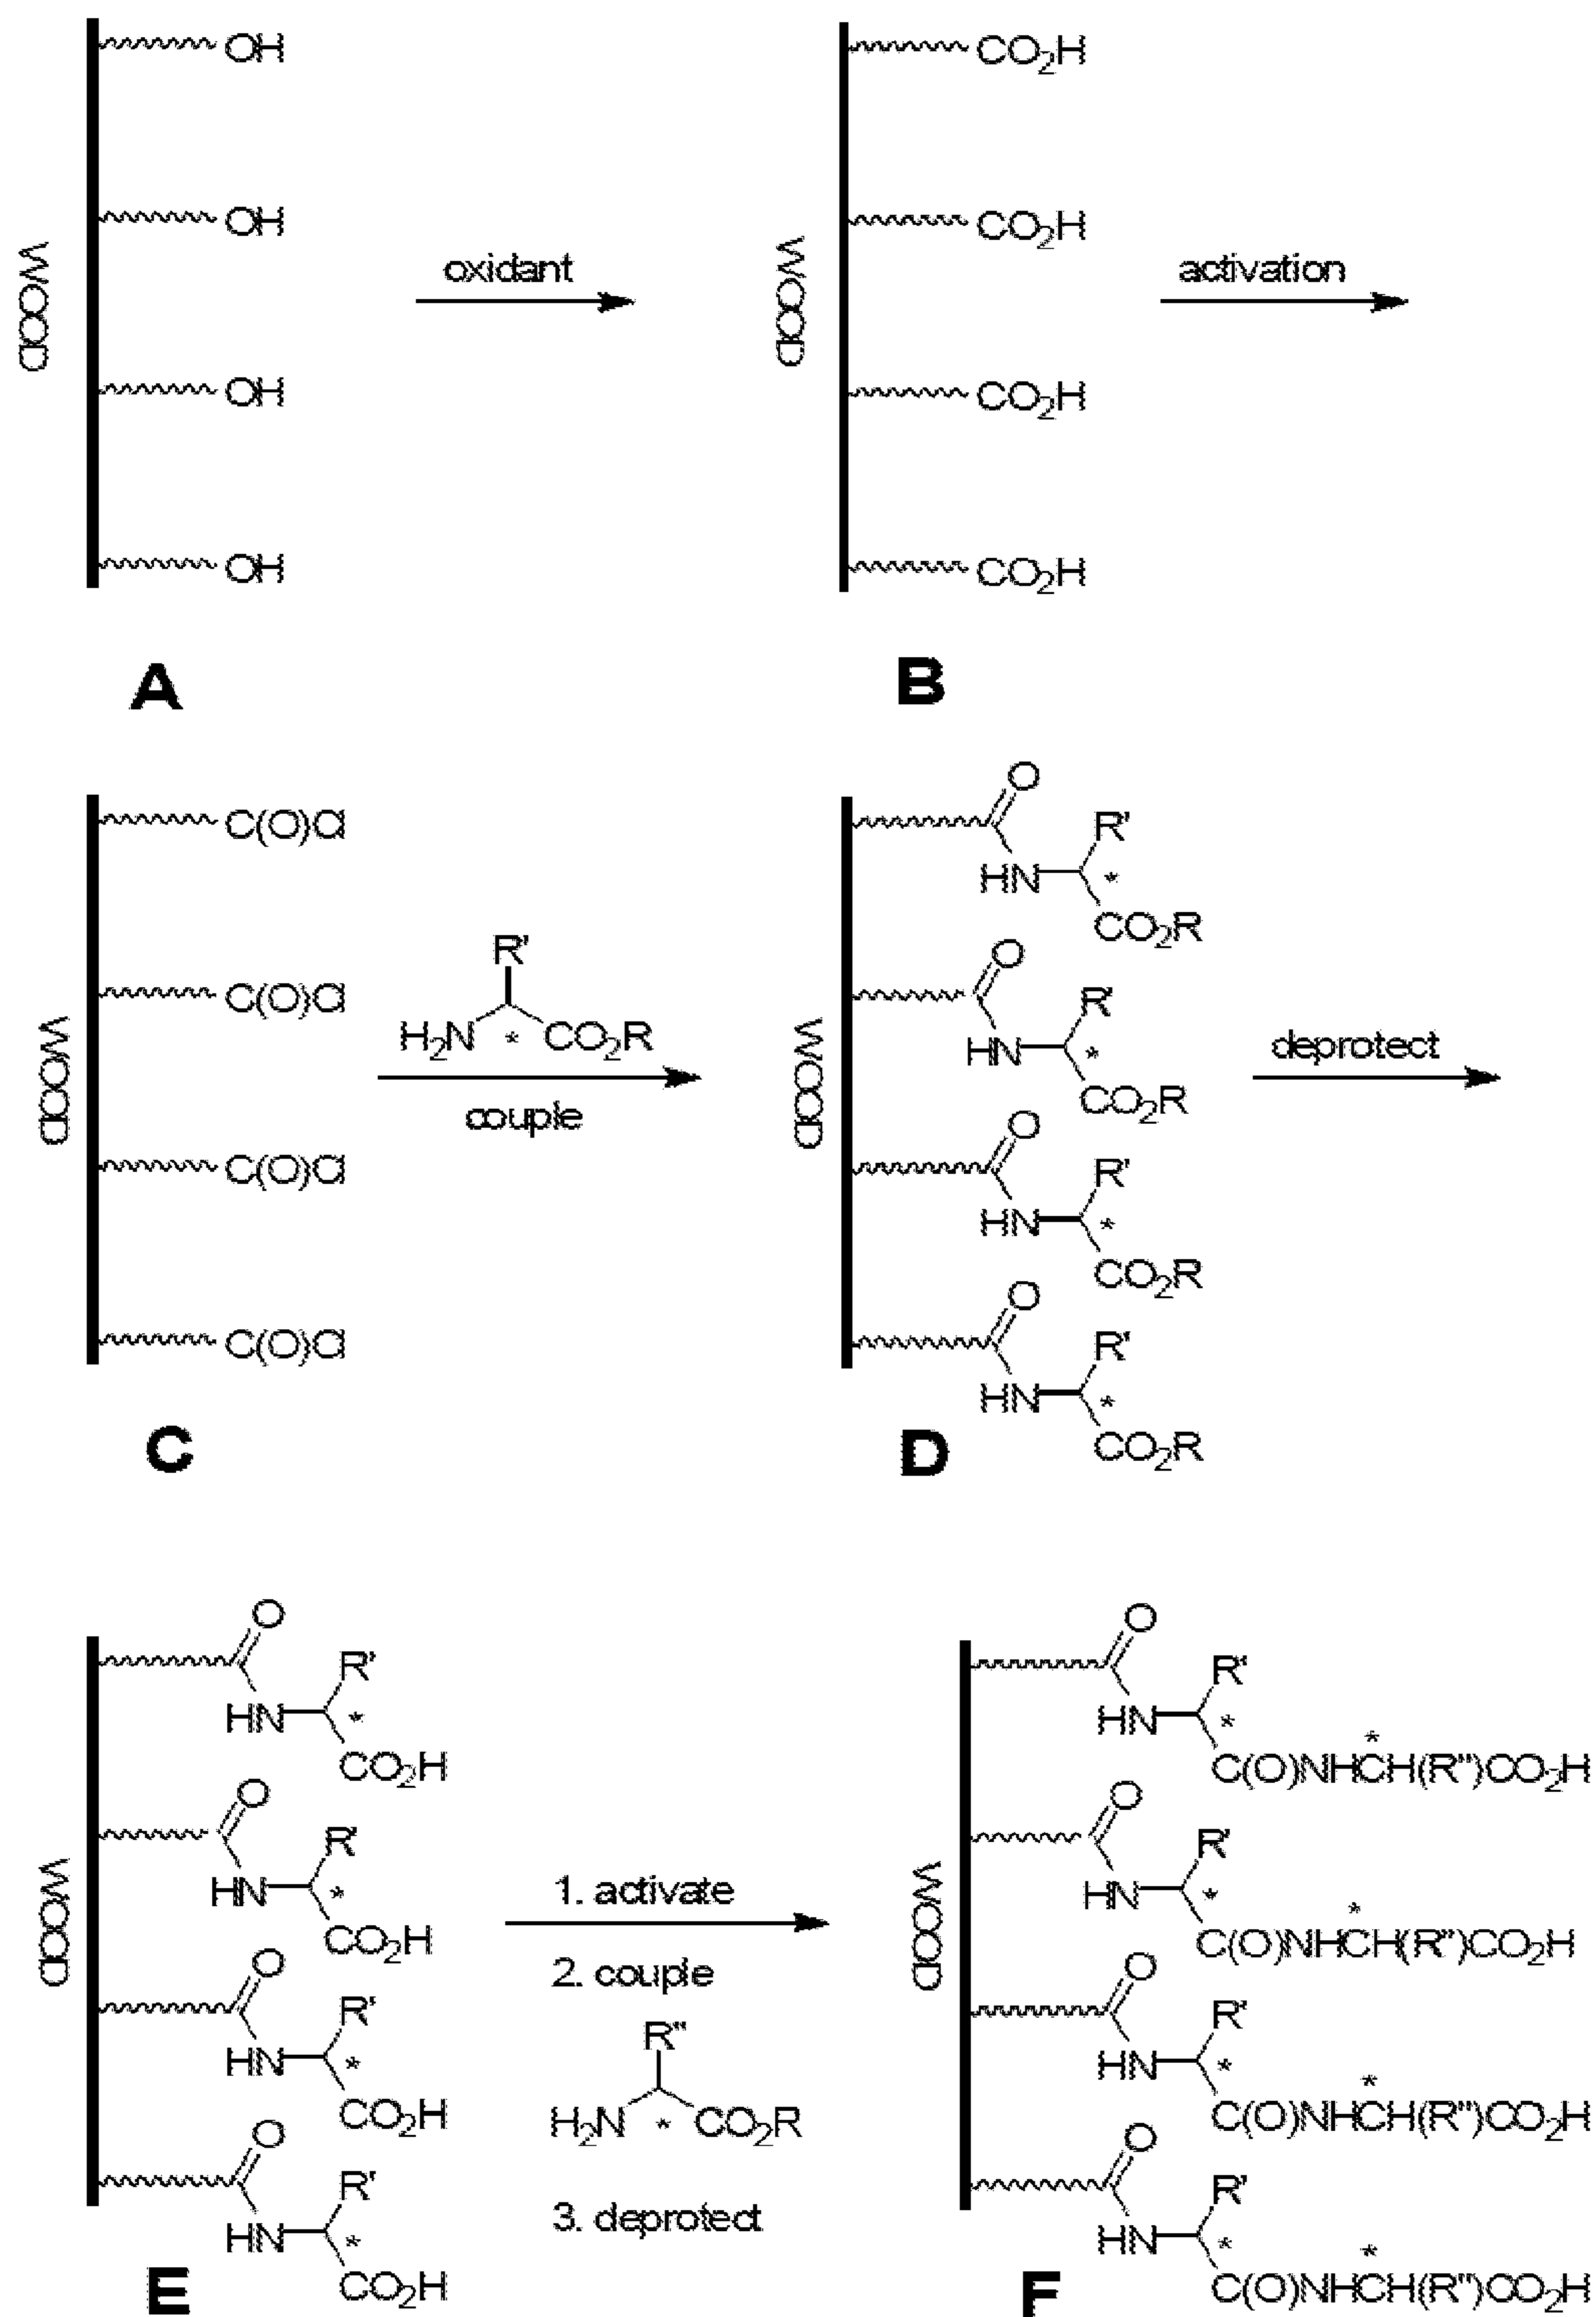 OH
CO₂H
OH
CO₂H
WOOD
oxidant
WOOD
activation
OH
CO₂H
OH
CO₂H
A
B
C(O)Cl
O
R'
HN
*
CO₂R
C(O)Cl
R'
H₂N
*
CO₂R
WOOD
couple
O
R'
HN
*
CO₂R
WOOD
deprotect
C(O)Cl
O
R'
HN
*
CO₂R
C(O)Cl
O
R'
HN
*
CO₂R
C
D
O
R'
HN
*
CO₂H
O
R'
HN
*
CO₂H
WOOD
O
R'
HN
*
CO₂H
O
R'
HN
*
CO₂H
1. activate
2. couple
R"
H₂N
*
CO₂R
3. deprotect
O
R'
HN
*
*
C(O)NHCH(R")CO₂H
O
R'
HN
*
*
C(O)NHCH(R")CO₂H
WOOD
O
R'
HN
*
*
C(O)NHCH(R")CO₂H
O
R'
HN
*
*
C(O)NHCH(R")CO₂H
E
F